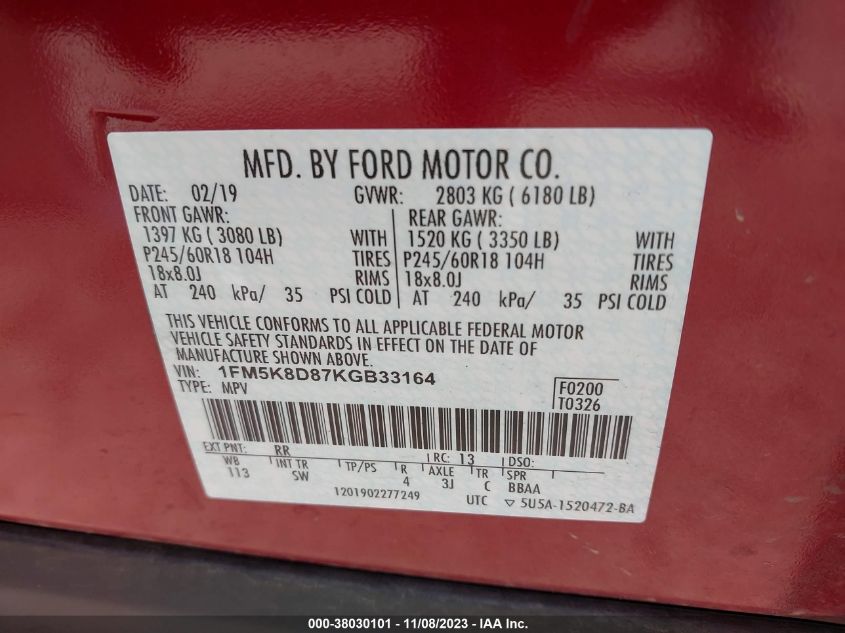 MFD. BY FORD MOTOR CO.
DATE: 02/19 GVWR: 2803 KG ( 6180 LB)
FRONT GAWR: REAR GAWR:
1397 KG ( 3080 LB) WITH 1520 KG ( 3350 LB) WITH
P245/60R18 104H TIRES P245/60R18 104H TIRES
18x8.0J RIMS 18x8.0J RIMS
AT 240 kPa/ 35 PSI COLD AT 240 kPa/ 35 PSI COLD
THIS VEHICLE CONFORMS TO ALL APPLICABLE FEDERAL MOTOR
VEHICLE SAFETY STANDARDS IN EFFECT ON THE DATE OF
MANUFACTURE SHOWN ABOVE.
VIN: 1FM5K8D87KGB33164
TYPE: MPV
F0200
T0326
EXT PNT: RR RC: 13 DSO:
WB INT TR TP/PS R AXLE TR SPR
113 SW 4 3J C BBAA
1201902277249 UTC ▽ 5U5A-1520472-BA
000-38030101 - 11/08/2023 - IAA Inc.